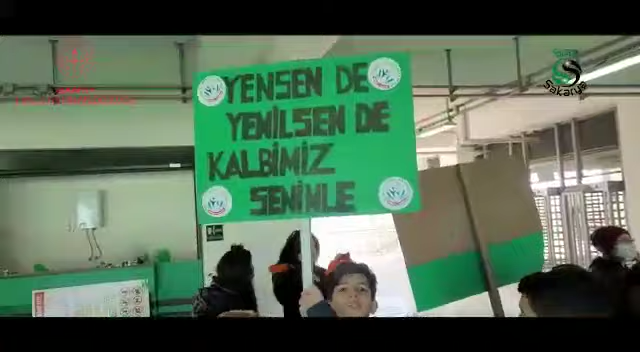 YENSEN DE
YENİLSEN DE
KALBİMİZ
SENİNLE
Sakarya